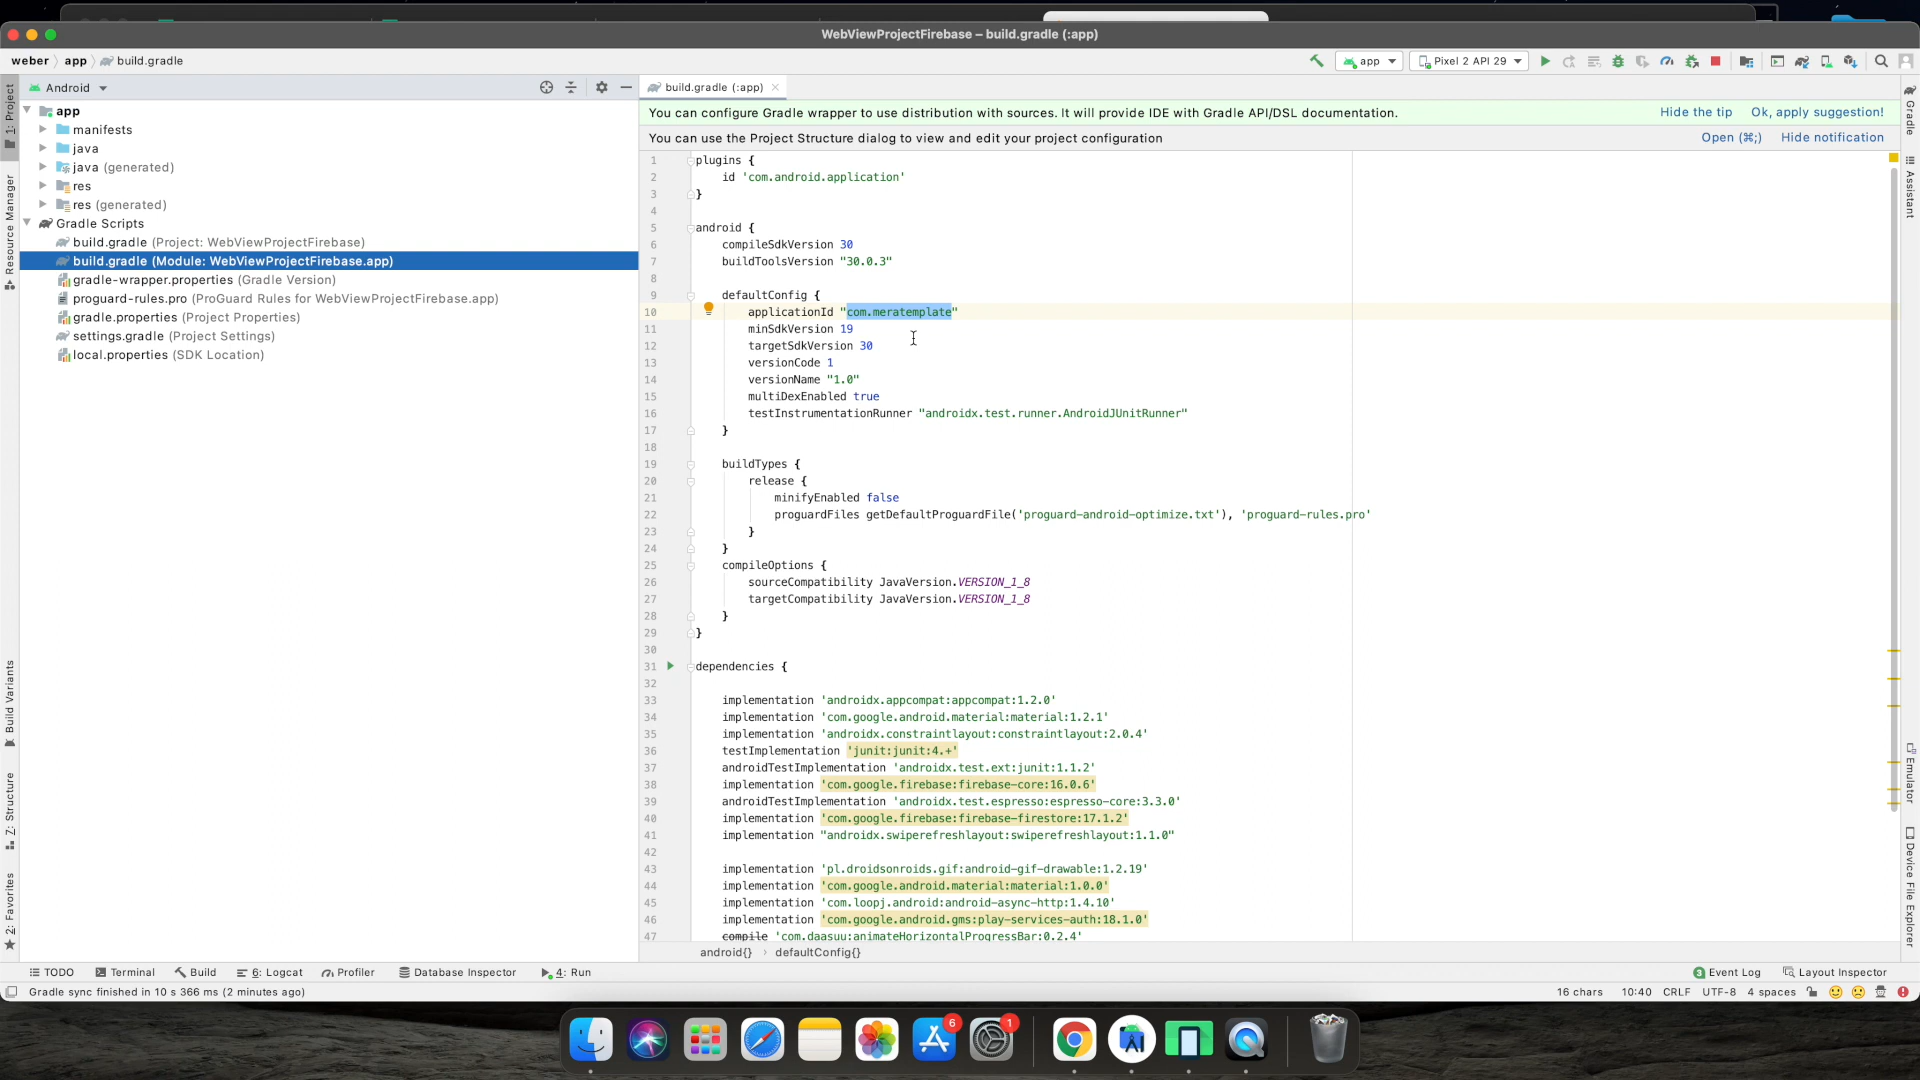 WebViewProjectFirebase – build.gradle (:app)
weber app build.gradle
app Pixel 2 API 29
Android
build.gradle (:app)
You can configure Gradle wrapper to use distribution with sources. It will provide IDE with Gradle API/DSL documentation. Hide the tip Ok, apply suggestion!
You can use the Project Structure dialog to view and edit your project configuration Open (⌘;) Hide notification
app
manifests
java
java (generated)
res
res (generated)
Gradle Scripts
build.gradle (Project: WebViewProjectFirebase)
build.gradle (Module: WebViewProjectFirebase.app)
gradle-wrapper.properties (Gradle Version)
proguard-rules.pro (ProGuard Rules for WebViewProjectFirebase.app)
gradle.properties (Project Properties)
settings.gradle (Project Settings)
local.properties (SDK Location)
1: Project
Resource Manager
Build Variants
7: Structure
2: Favorites
1 plugins {
2 id 'com.android.application'
3 }
4
5 android {
6 compileSdkVersion 30
7 buildToolsVersion "30.0.3"
8
9 defaultConfig {
10 applicationId "com.meratemplate"
11 minSdkVersion 19
12 targetSdkVersion 30
13 versionCode 1
14 versionName "1.0"
15 multiDexEnabled true
16 testInstrumentationRunner "androidx.test.runner.AndroidJUnitRunner"
17 }
18
19 buildTypes {
20 release {
21 minifyEnabled false
22 proguardFiles getDefaultProguardFile('proguard-android-optimize.txt'), 'proguard-rules.pro'
23 }
24 }
25 compileOptions {
26 sourceCompatibility JavaVersion.VERSION_1_8
27 targetCompatibility JavaVersion.VERSION_1_8
28 }
29 }
30
31 dependencies {
32
33 implementation 'androidx.appcompat:appcompat:1.2.0'
34 implementation 'com.google.android.material:material:1.2.1'
35 implementation 'androidx.constraintlayout:constraintlayout:2.0.4'
36 testImplementation 'junit:junit:4.+'
37 androidTestImplementation 'androidx.test.ext:junit:1.1.2'
38 implementation 'com.google.firebase:firebase-core:16.0.6'
39 androidTestImplementation 'androidx.test.espresso:espresso-core:3.3.0'
40 implementation 'com.google.firebase:firebase-firestore:17.1.2'
41 implementation "androidx.swiperefreshlayout:swiperefreshlayout:1.1.0"
42
43 implementation 'pl.droidsonroids.gif:android-gif-drawable:1.2.19'
44 implementation 'com.google.android.material:material:1.0.0'
45 implementation 'com.loopj.android:android-async-http:1.4.10'
46 implementation 'com.google.android.gms:play-services-auth:18.1.0'
47 compile 'com.daasuu:animateHorizontalProgressBar:0.2.4'
android{} defaultConfig{}
Gradle
Assistant
Emulator
Device File Explorer
TODO Terminal Build 6: Logcat Profiler Database Inspector 4: Run 3 Event Log Layout Inspector
Gradle sync finished in 10 s 366 ms (2 minutes ago) 16 chars 10:40 CRLF UTF-8 4 spaces
6
1